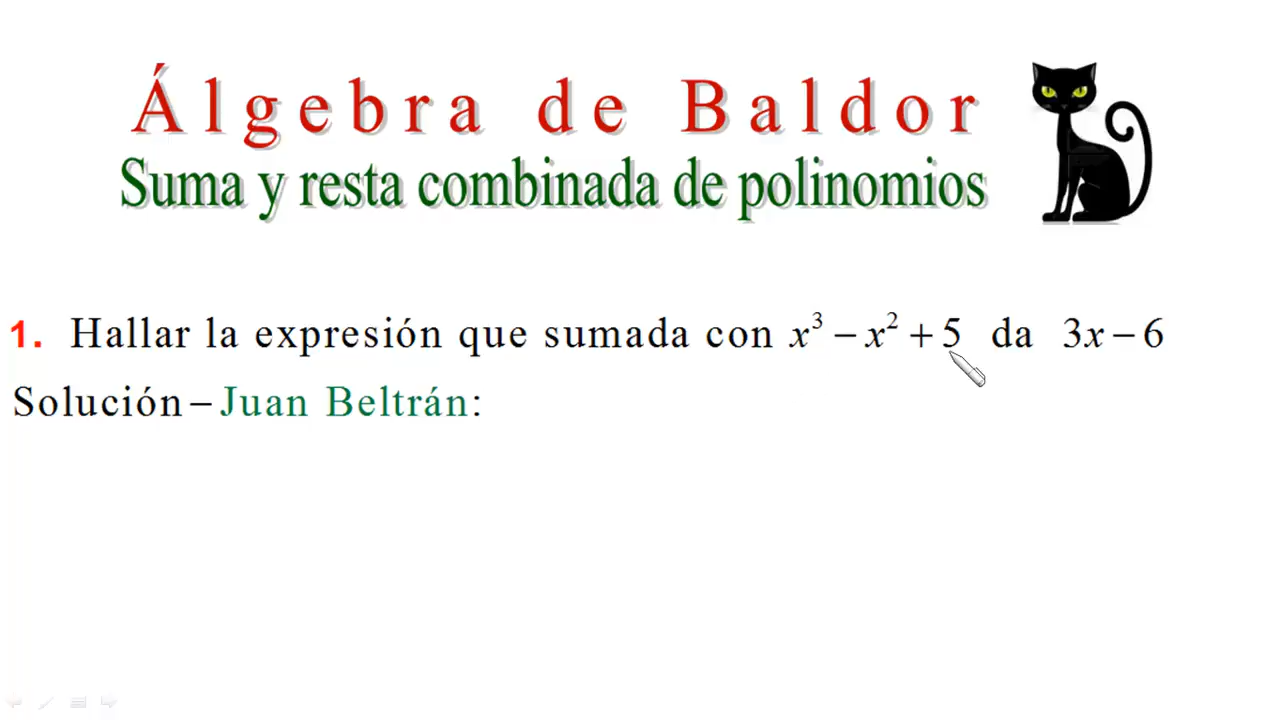 Álgebra de Baldor
Suma y resta combinada de polinomios
1. Hallar la expresión que sumada con x³ − x² + 5 da 3x − 6
Solución – Juan Beltrán: